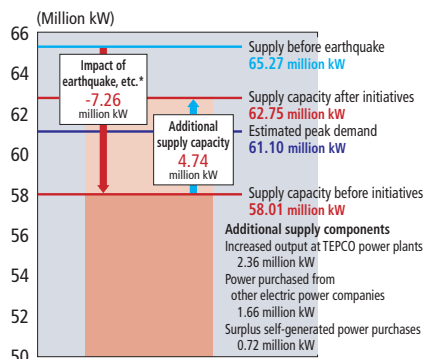 (Million kW)
66
64
62
60
58
56
54
52
50
Impact of
earthquake, etc.*
-7.26
million kW
Additional
supply capacity
4.74
million kW
Supply before earthquake
65.27 million kW
Supply capacity after initiatives
62.75 million kW
Estimated peak demand
61.10 million kW
Supply capacity before initiatives
58.01 million kW
Additional supply components
Increased output at TEPCO power plants
2.36 million kW
Power purchased from
other electric power companies
1.66 million kW
Surplus self-generated power purchases
0.72 million kW